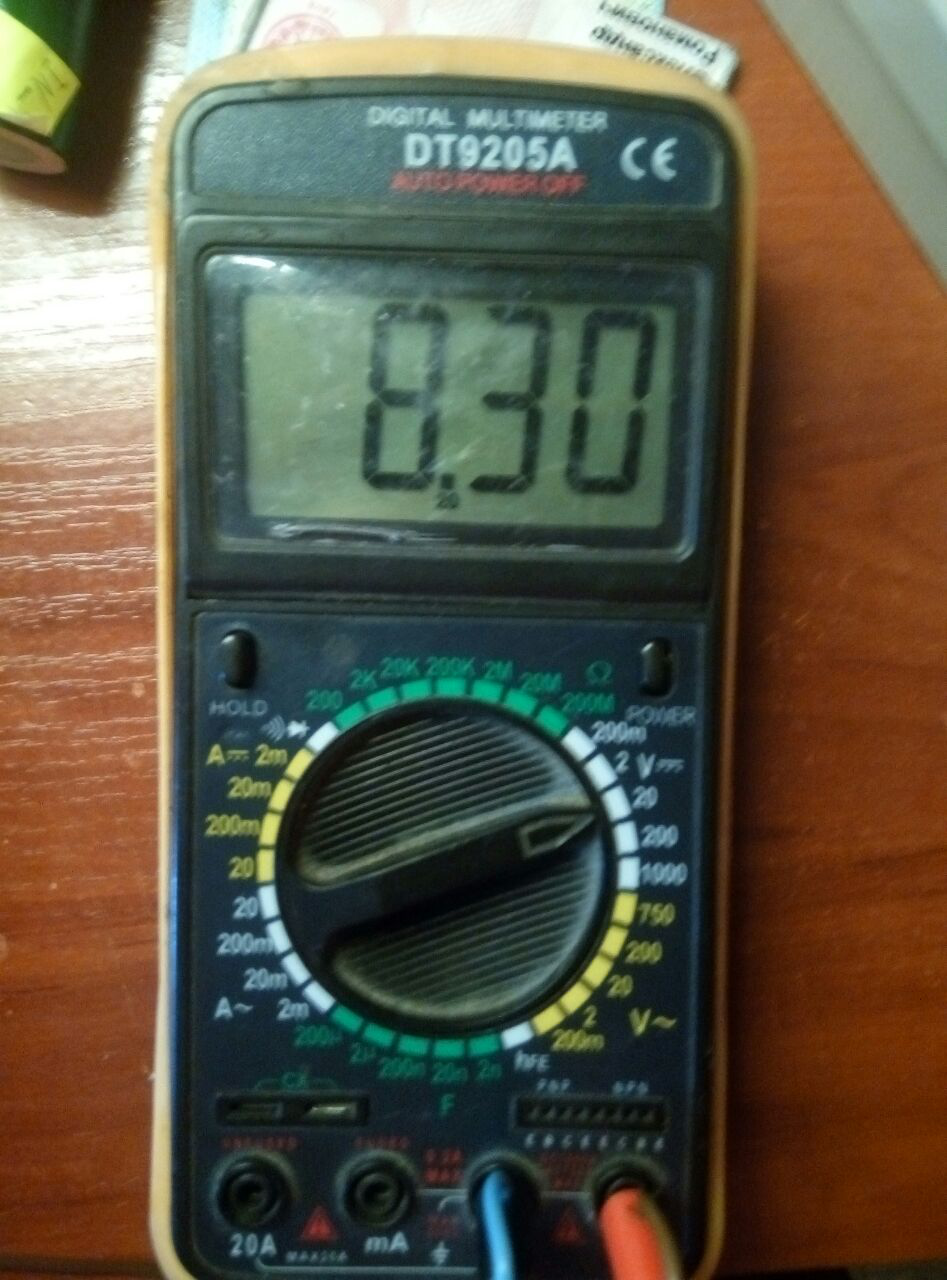 DIGITAL MULTIMETER
DT9205A CE
AUTO POWER OFF
8.30
20
HOLD
POWER
200 2K 20K 200K 2M 20M 200M Ω
200m
2 V
20
200
1000
750
200
20
2 V~
200m
hFE
A 2m
20m
200m
20
20
200m
20m
A~ 2m
200µ 2µ 200n 20n 2n
CX
F
PNP NPN
20A
mA
MAX